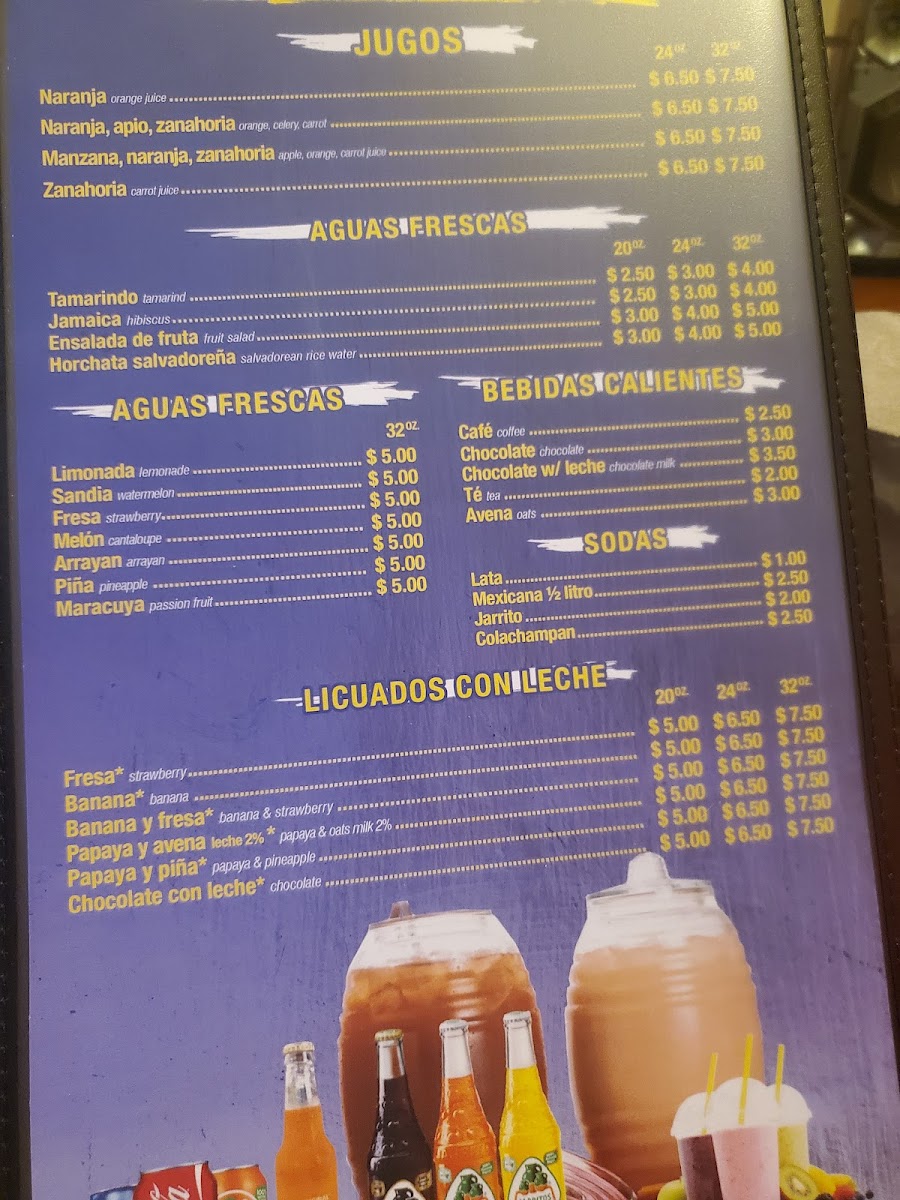 JUGOS
24oz 32oz
Naranja orange juice $ 6.50 $ 7.50
Naranja, apio, zanahoria orange, celery, carrot $ 6.50 $ 7.50
Manzana, naranja, zanahoria apple, orange, carrot juice $ 6.50 $ 7.50
Zanahoria carrot juice $ 6.50 $ 7.50
AGUAS FRESCAS
20oz 24oz 32oz
Tamarindo tamarind $ 2.50 $ 3.00 $ 4.00
Jamaica hibiscus $ 2.50 $ 3.00 $ 4.00
Ensalada de fruta fruit salad $ 3.00 $ 4.00 $ 5.00
Horchata salvadoreña salvadorean rice water $ 3.00 $ 4.00 $ 5.00
AGUAS FRESCAS
32oz
Limonada lemonade $ 5.00
Sandia watermelon $ 5.00
Fresa strawberry $ 5.00
Melón cantaloupe $ 5.00
Arrayan arrayan $ 5.00
Piña pineapple $ 5.00
Maracuya passion fruit $ 5.00
BEBIDAS CALIENTES
Café coffee $ 2.50
Chocolate chocolate $ 3.00
Chocolate w/ leche chocolate milk $ 3.50
Té tea $ 2.00
Avena oats $ 3.00
SODAS
Lata $ 1.00
Mexicana ½ litro $ 2.50
Jarrito $ 2.00
Colachampan $ 2.50
LICUADOS CON LECHE
20oz 24oz 32oz
Fresa* strawberry $ 5.00 $ 6.50 $ 7.50
Banana* banana $ 5.00 $ 6.50 $ 7.50
Banana y fresa* banana & strawberry $ 5.00 $ 6.50 $ 7.50
Papaya y avena leche 2%* papaya & oats milk 2% $ 5.00 $ 6.50 $ 7.50
Papaya y piña* papaya & pineapple $ 5.00 $ 6.50 $ 7.50
Chocolate con leche* chocolate $ 5.00 $ 6.50 $ 7.50